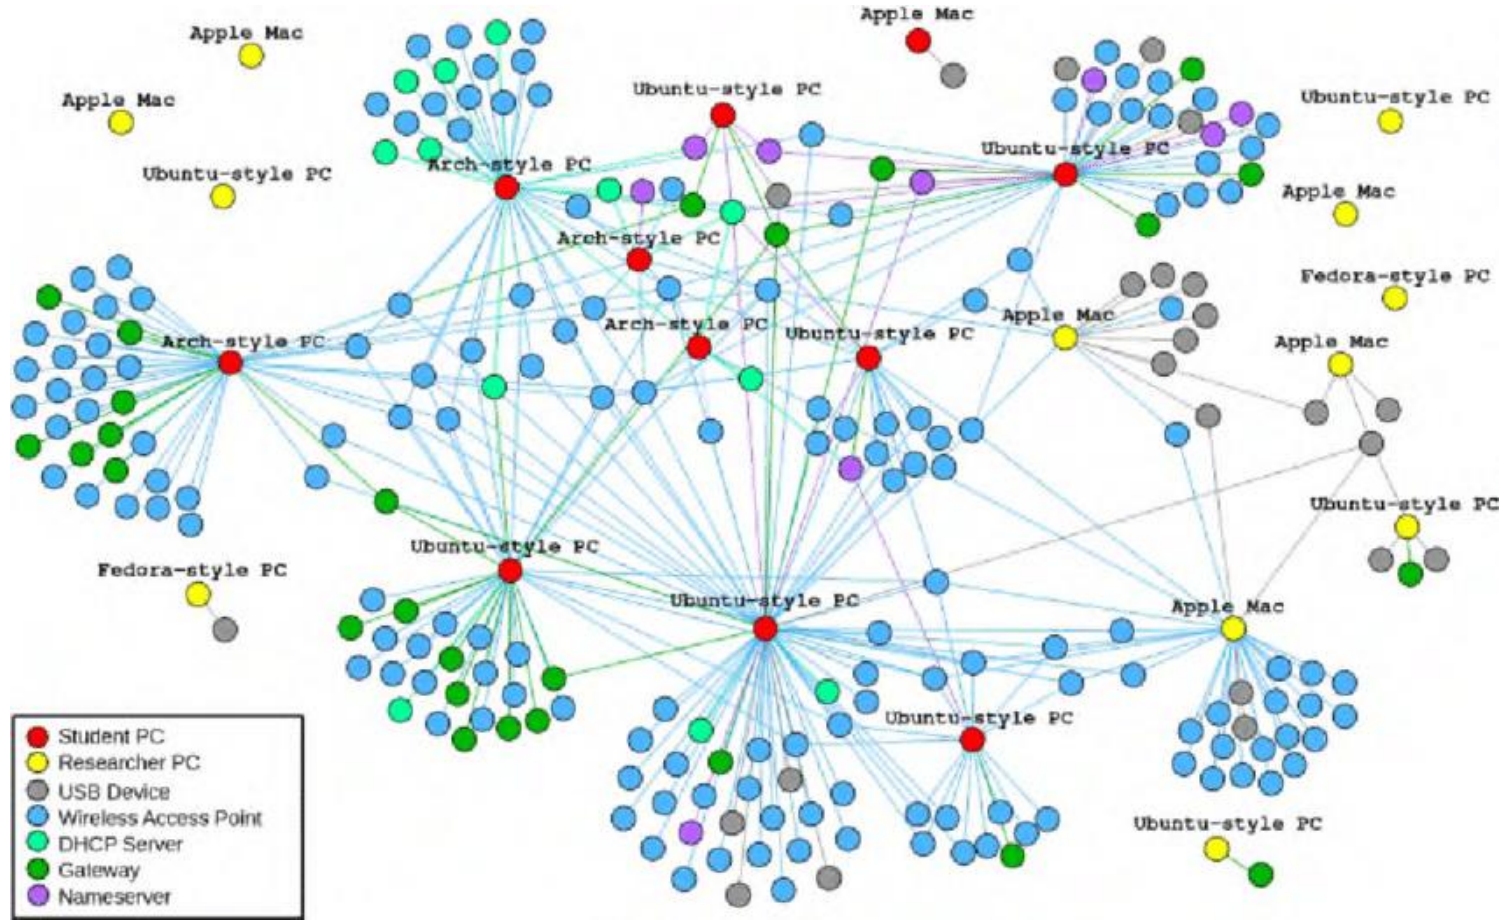 Apple Mac
Apple Mac
Apple Mac
Ubuntu-style PC
Ubuntu-style PC
Apple Mac
Ubuntu-style PC
Arch-style PC
Ubuntu-style PC
Apple Mac
Arch-style PC
Fedora-style PC
Apple Mac
Arch-style PC
Ubuntu-style PC
Arch-style PC
Apple Mac
Ubuntu-style PC
Ubuntu-style PC
Fedora-style PC
Ubuntu-style PC
Apple Mac
Ubuntu-style PC
Ubuntu-style PC
Student PC
Researcher PC
USB Device
Wireless Access Point
DHCP Server
Gateway
Nameserver